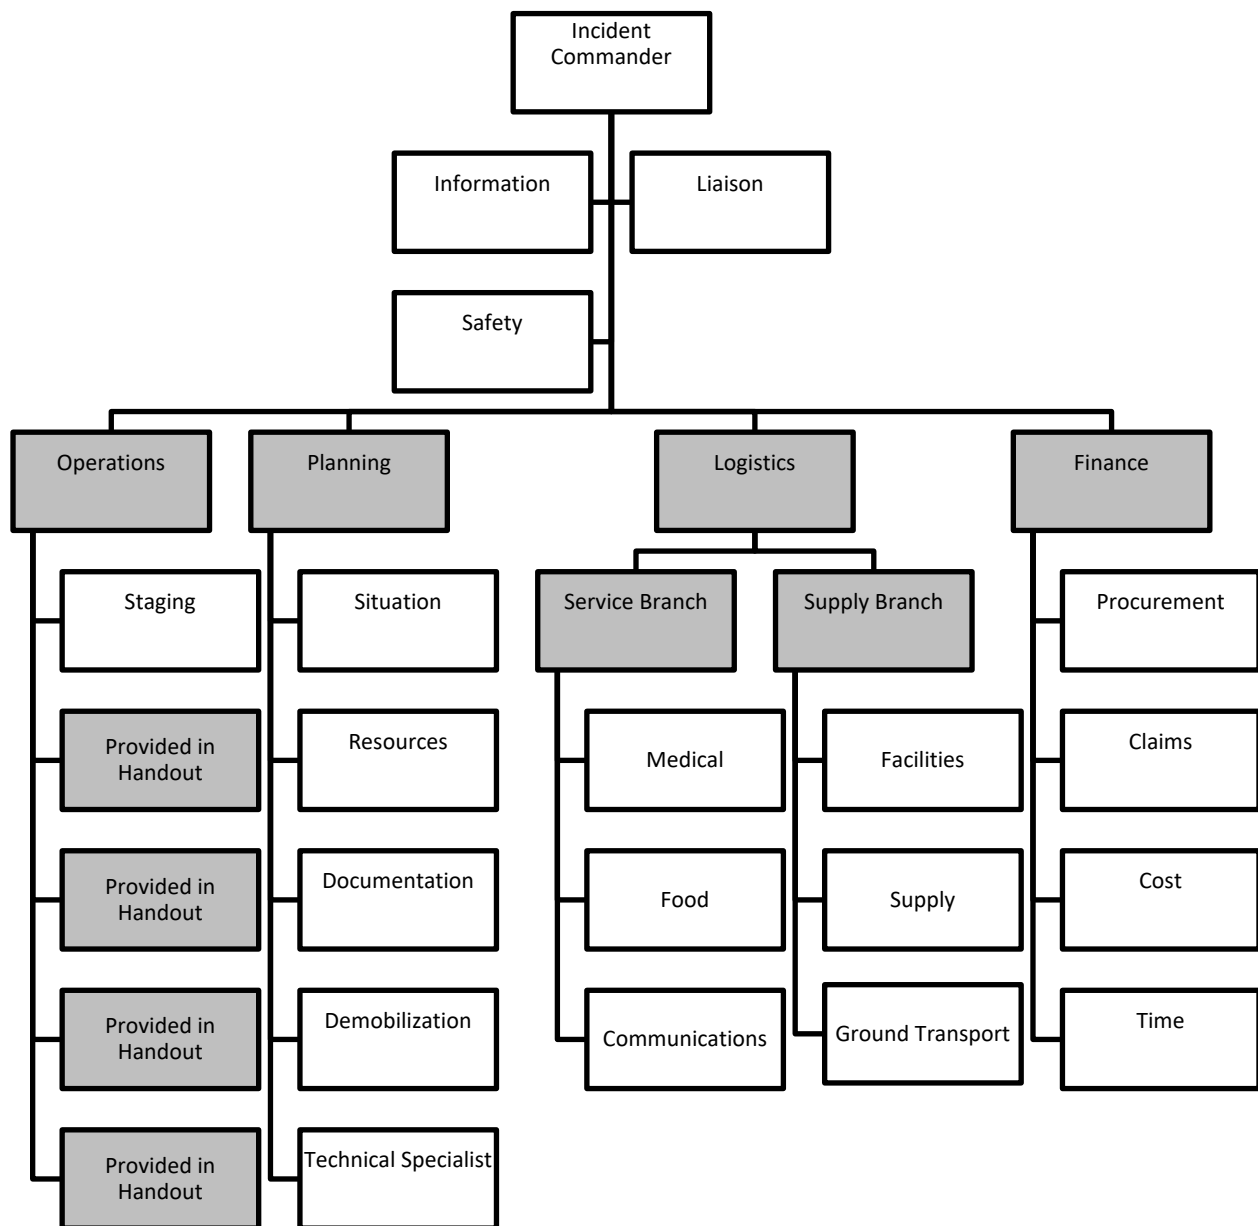 Incident
Commander
Information
Liaison
Safety
Operations
Planning
Logistics
Finance
Staging
Situation
Service Branch
Supply Branch
Procurement
Provided in
Handout
Resources
Medical
Facilities
Claims
Provided in
Handout
Documentation
Food
Supply
Cost
Provided in
Handout
Demobilization
Communications
Ground Transport
Time
Provided in
Handout
Technical Specialist